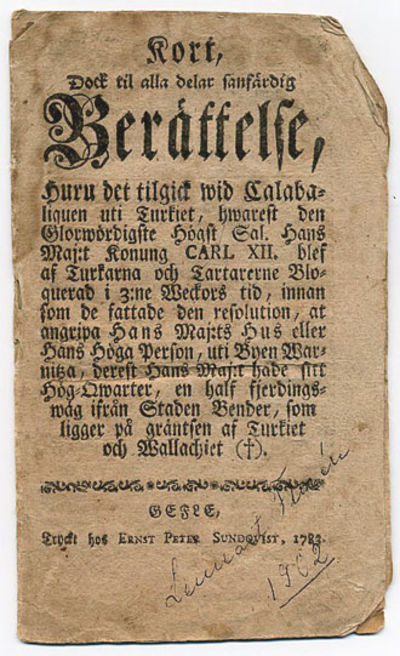 Kort,
Dock til alla delar sanfärdig
Berättelse,
Huru det tilgick wid Calaba-
liquen uti Turkiet, hwarest den
Glorwördigste Högst Sal. Hans
Maj:t Konung CARL XII. blef
af Turkarna och Tartarerne Blo-
querad i 3:ne Weckors tid, innan
som de fattade den resolution, at
angripa Hans Maj:ts Hus eller
Hans Höga Person, uti Byen War-
nitza, derest Hans Maj:t hade sitt
Hög-Qwarter, en half fjerdings-
wäg ifrån Staden Bender, som
ligger på gräntsen af Turkiet
och Wallachiet (†).
GEFLE,
Tryckt hos ERNST PETER SUNDQVIST, 1783.
Lennart
1902